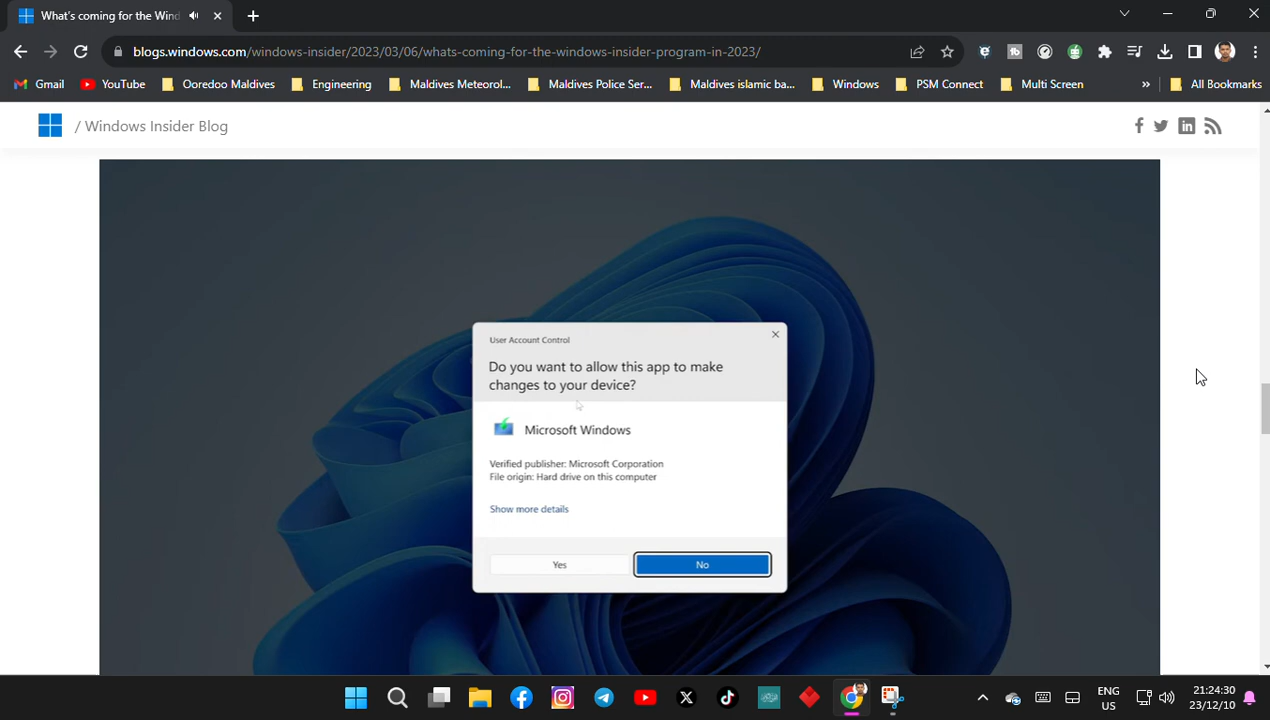 What's coming for the Wind
blogs.windows.com/windows-insider/2023/03/06/whats-coming-for-the-windows-insider-program-in-2023/
Gmail YouTube Ooredoo Maldives Engineering Maldives Meteorol... Maldives Police Ser... Maldives islamic ba... Windows PSM Connect Multi Screen » All Bookmarks
/ Windows Insider Blog
User Account Control
Do you want to allow this app to make
changes to your device?
Microsoft Windows
Verified publisher: Microsoft Corporation
File origin: Hard drive on this computer
Show more details
Yes No
ENG 21:24:30
US 23/12/10